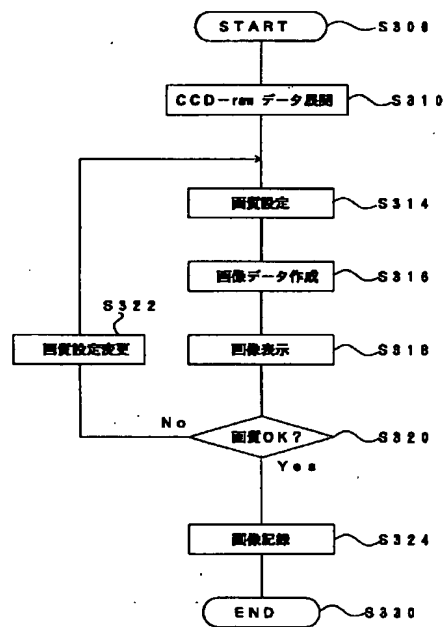 START
S308
CCD-raw データ展開
S310
画質設定
S314
画像データ作成
S316
S322
画質設定変更
画像表示
S318
No
画質OK?
S320
Yes
画像記録
S324
END
S330